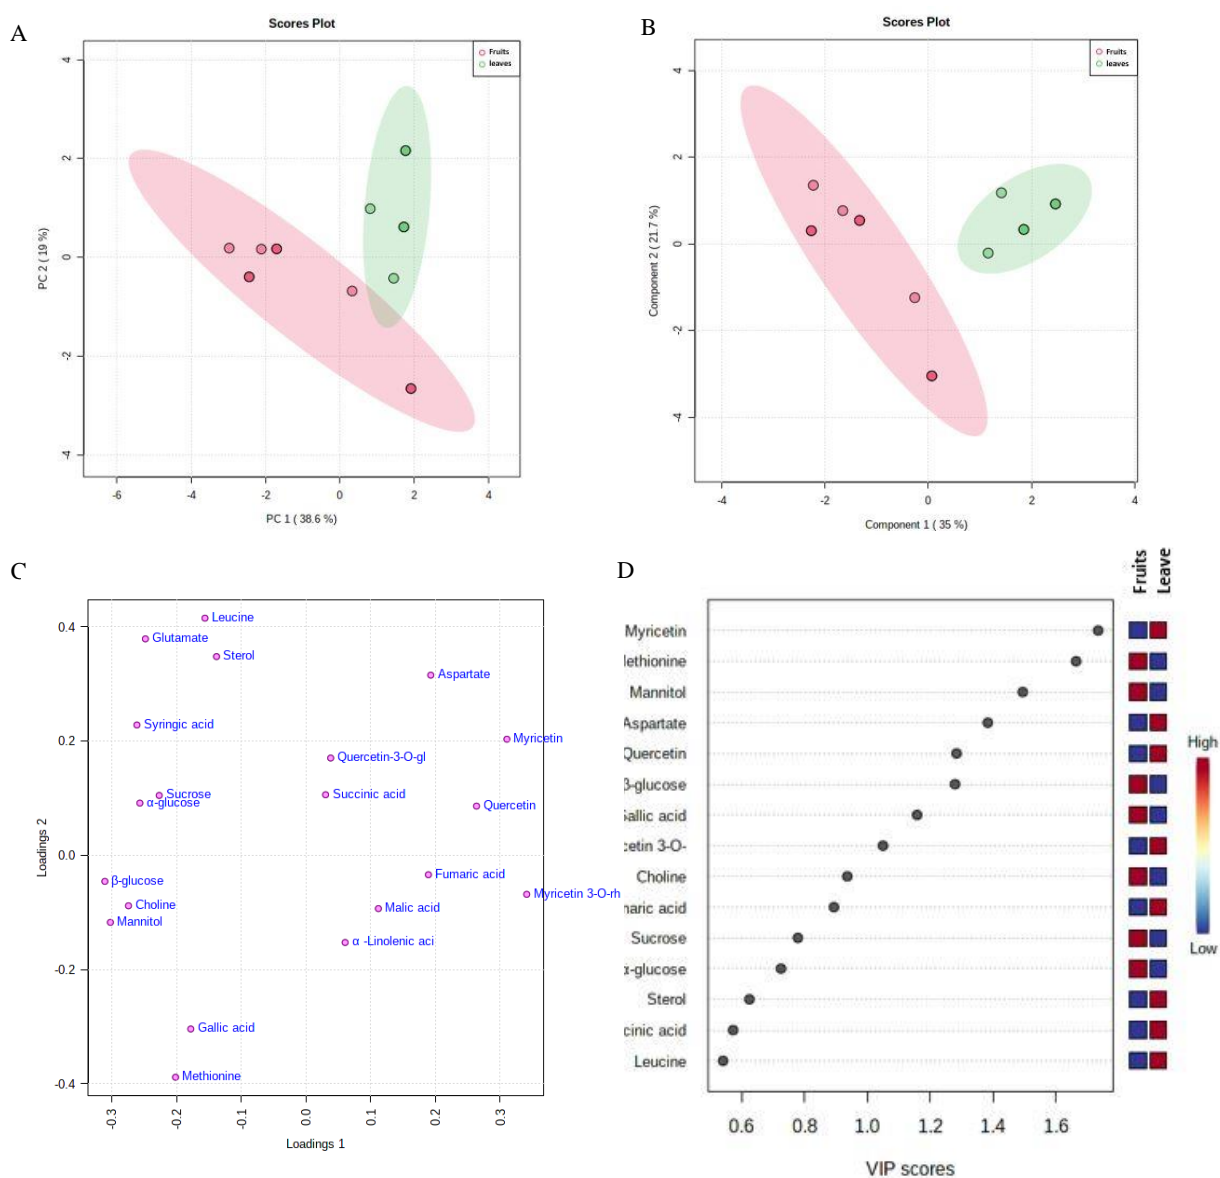 A
Scores Plot
Fruits
leaves
4
2
0
-2
-4
PC 2 ( 19 %)
-6
-4
-2
0
2
4
PC 1 ( 38.6 %)
B
Scores Plot
Fruits
leaves
4
2
0
-2
-4
Component 2 ( 21.7 %)
-4
-2
0
2
4
Component 1 ( 35 %)
C
0.4
0.2
0.0
-0.2
-0.4
Loadings 2
Leucine
Glutamate
Sterol
Aspartate
Syringic acid
Myricetin
Quercetin-3-O-gl
Sucrose
Succinic acid
α-glucose
Quercetin
Fumaric acid
β-glucose
Myricetin 3-O-rh
Choline
Malic acid
Mannitol
α -Linolenic aci
Gallic acid
Methionine
-0.3
-0.2
-0.1
0.0
0.1
0.2
0.3
Loadings 1
D
Fruits
Leave
Myricetin
lethionine
Mannitol
Aspartate
Quercetin
β-glucose
Gallic acid
cetin 3-O-
Choline
naric acid
Sucrose
α-glucose
Sterol
cinic acid
Leucine
0.6
0.8
1.0
1.2
1.4
1.6
VIP scores
High
Low